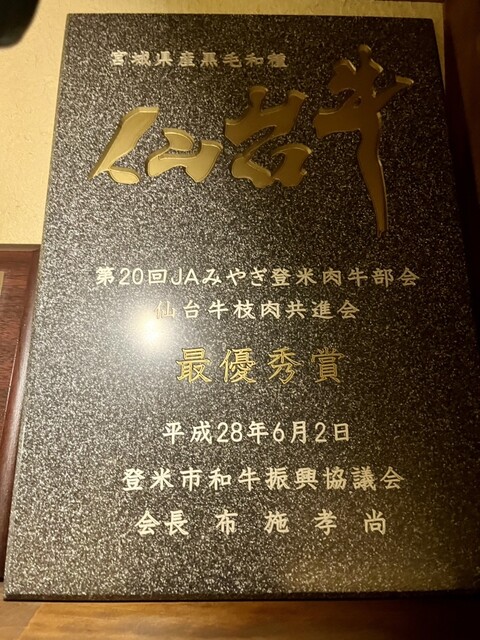 宮城県産黒毛和種
仙台牛
第20回JAみやぎ登米肉牛部会
仙台牛枝肉共進会
最優秀賞
平成28年6月2日
登米市和牛振興協議会
会長 布施孝尚